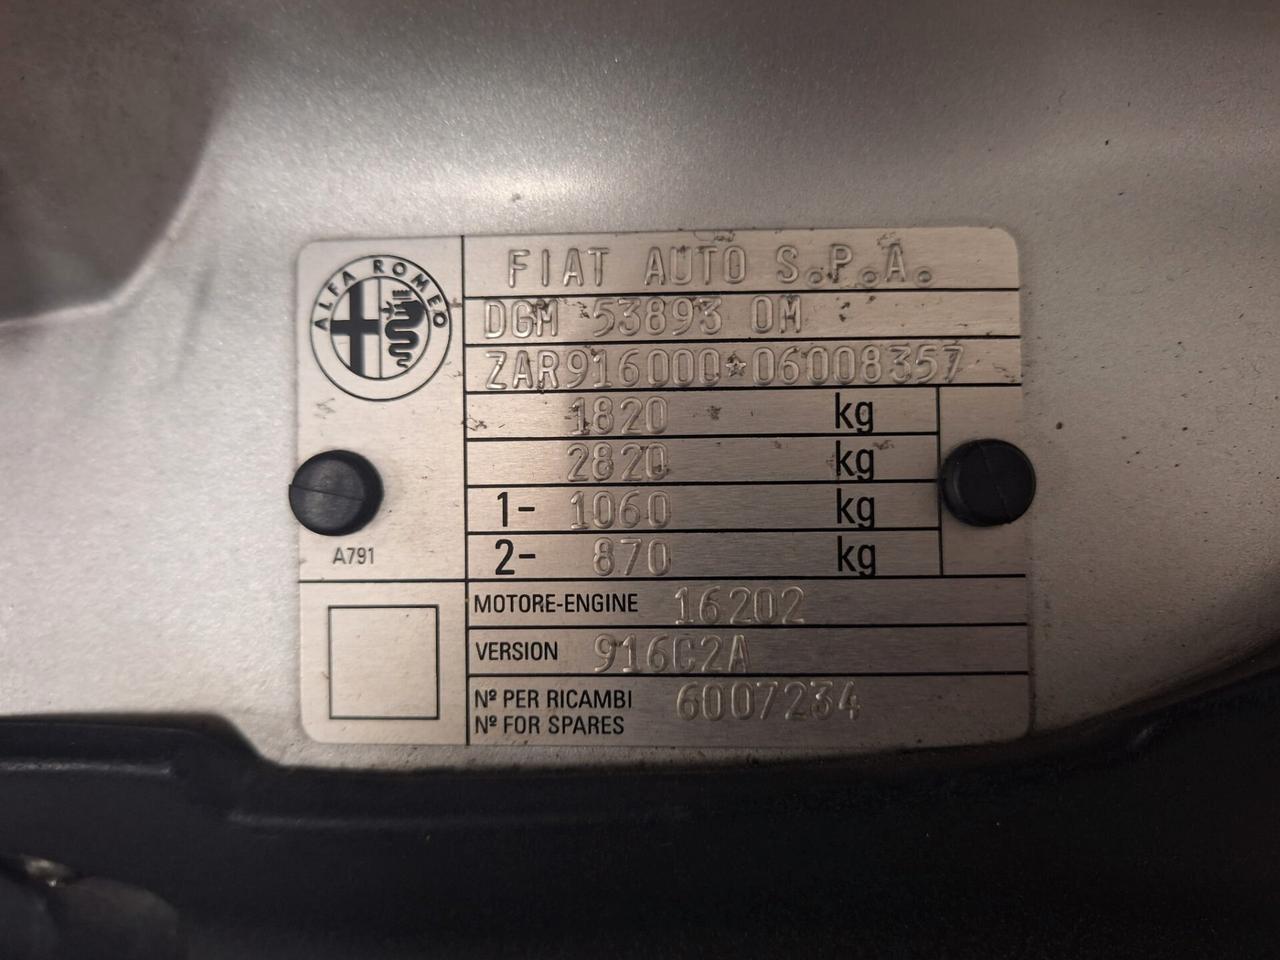 ALFA ROMEO
FIAT AUTO S.P.A.
DGM 53893 OM
ZAR916000*06008357
1820 kg
2820 kg
1- 1060 kg
2- 870 kg
A791
MOTORE-ENGINE 16202
VERSION 916C2A
Nº PER RICAMBI 6007234
Nº FOR SPARES